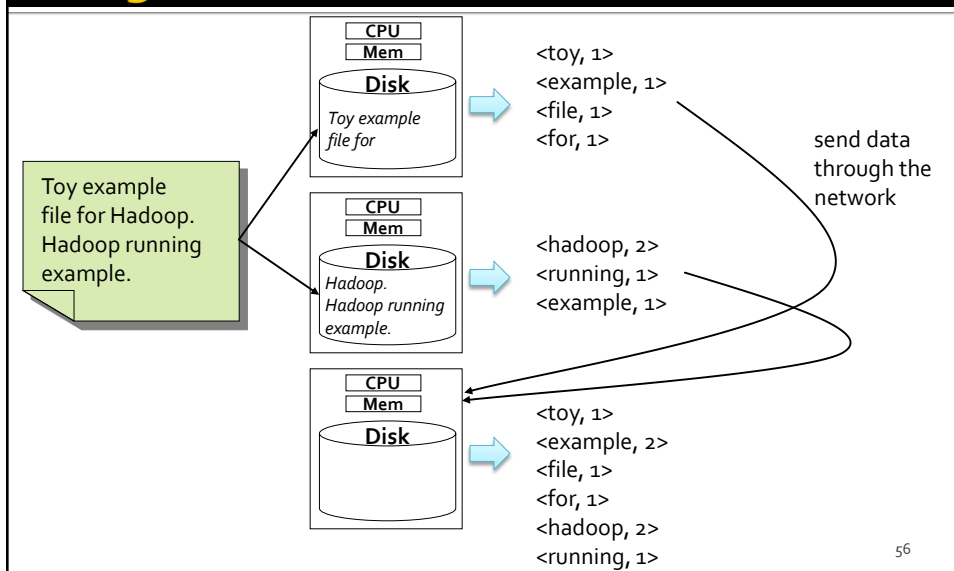 Toy example
file for Hadoop.
Hadoop running
example.
CPU
Mem
Disk
Toy example
file for
<toy, 1>
<example, 1>
<file, 1>
<for, 1>
send data
through the
network
CPU
Mem
Disk
Hadoop.
Hadoop running
example.
<hadoop, 2>
<running, 1>
<example, 1>
CPU
Mem
Disk
<toy, 1>
<example, 2>
<file, 1>
<for, 1>
<hadoop, 2>
<running, 1>
56